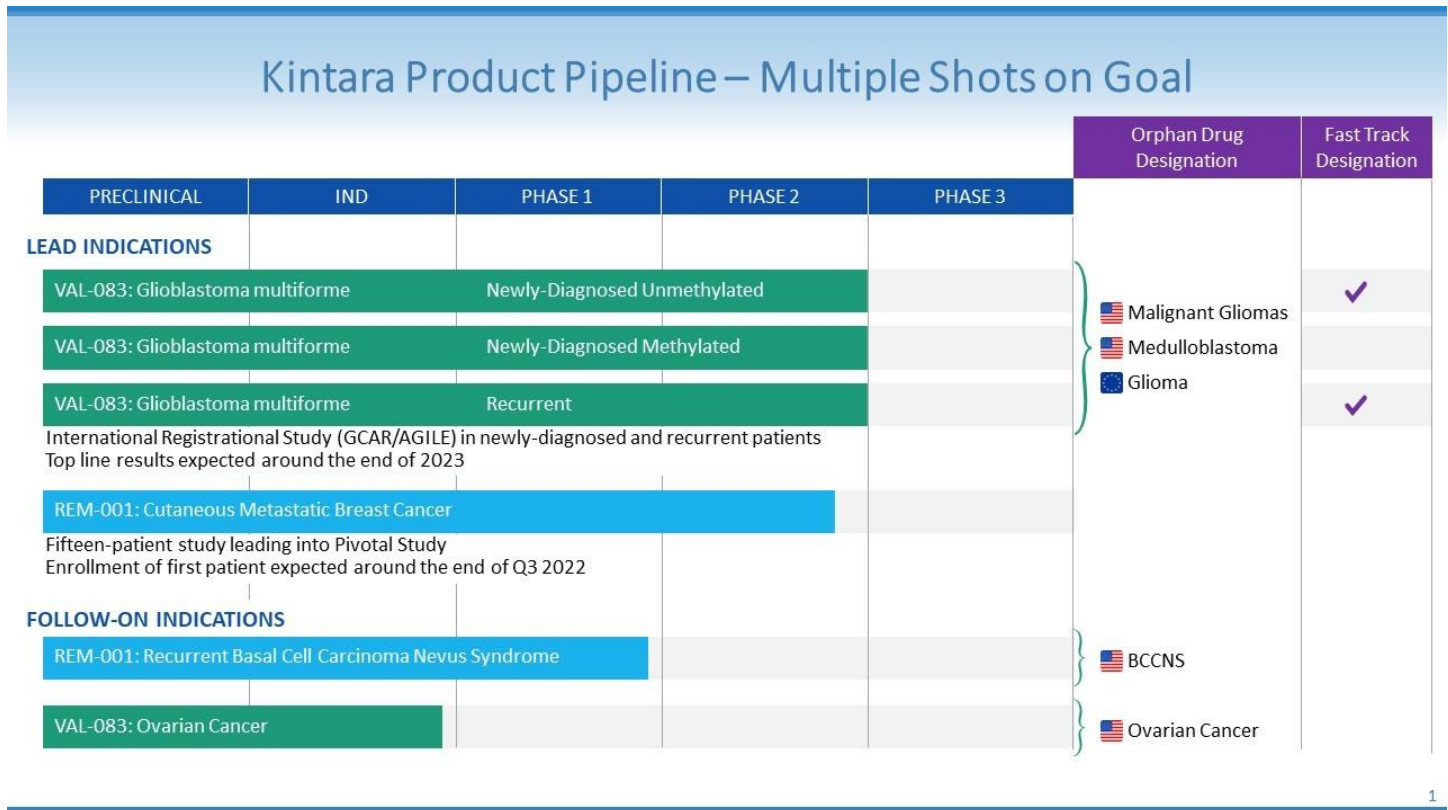 Kintara Product Pipeline – Multiple Shots on Goal
Orphan Drug
Designation
Fast Track
Designation
PRECLINICAL
IND
PHASE 1
PHASE 2
PHASE 3
LEAD INDICATIONS
VAL-083: Glioblastoma multiforme Newly-Diagnosed Unmethylated
VAL-083: Glioblastoma multiforme Newly-Diagnosed Methylated
VAL-083: Glioblastoma multiforme Recurrent
Malignant Gliomas
Medulloblastoma
Glioma
International Registrational Study (GCAR/AGILE) in newly-diagnosed and recurrent patients
Top line results expected around the end of 2023
REM-001: Cutaneous Metastatic Breast Cancer
Fifteen-patient study leading into Pivotal Study
Enrollment of first patient expected around the end of Q3 2022
FOLLOW-ON INDICATIONS
REM-001: Recurrent Basal Cell Carcinoma Nevus Syndrome
BCCNS
VAL-083: Ovarian Cancer
Ovarian Cancer
1